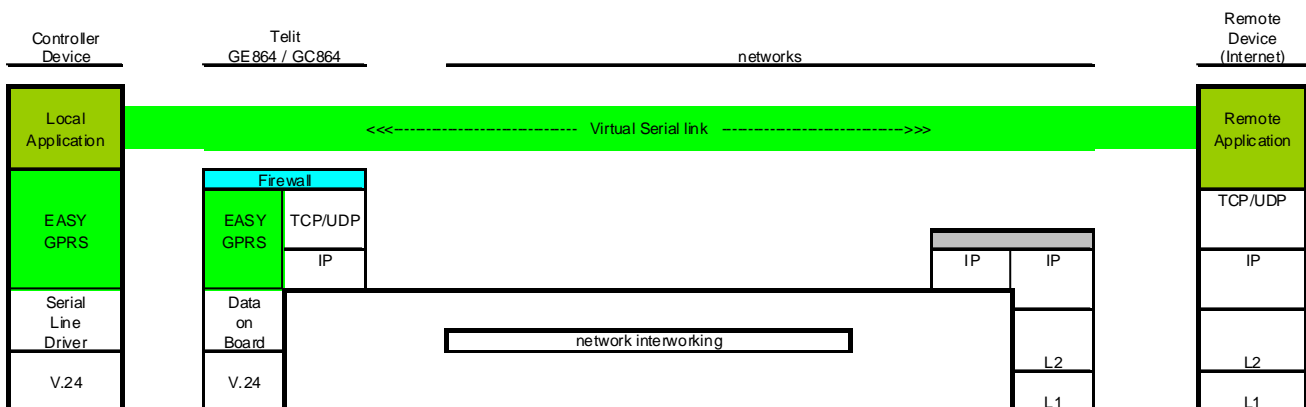 Controller
Device
Telit
GE864 / GC864
networks
Remote
Device
(Internet)
Local
Application
<<<------------------------------ Virtual Serial link ------------------------------>>>
Remote
Application
Firewall
EASY
GPRS
EASY
GPRS
TCP/UDP
IP
IP
IP
TCP/UDP
IP
Serial
Line
Driver
Data
on
Board
network interworking
L2
L2
V.24
V.24
L1
L1